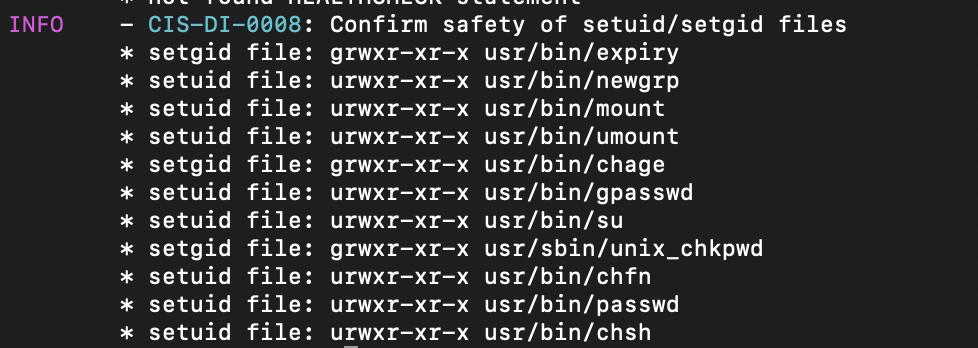 * not found HEALTHCHECK statement
INFO - CIS-DI-0008: Confirm safety of setuid/setgid files
* setgid file: grwxr-xr-x usr/bin/expiry
* setuid file: urwxr-xr-x usr/bin/newgrp
* setuid file: urwxr-xr-x usr/bin/mount
* setuid file: urwxr-xr-x usr/bin/umount
* setgid file: grwxr-xr-x usr/bin/chage
* setuid file: urwxr-xr-x usr/bin/gpasswd
* setuid file: urwxr-xr-x usr/bin/su
* setgid file: grwxr-xr-x usr/sbin/unix_chkpwd
* setuid file: urwxr-xr-x usr/bin/chfn
* setuid file: urwxr-xr-x usr/bin/passwd
* setuid file: urwxr-xr-x usr/bin/chsh